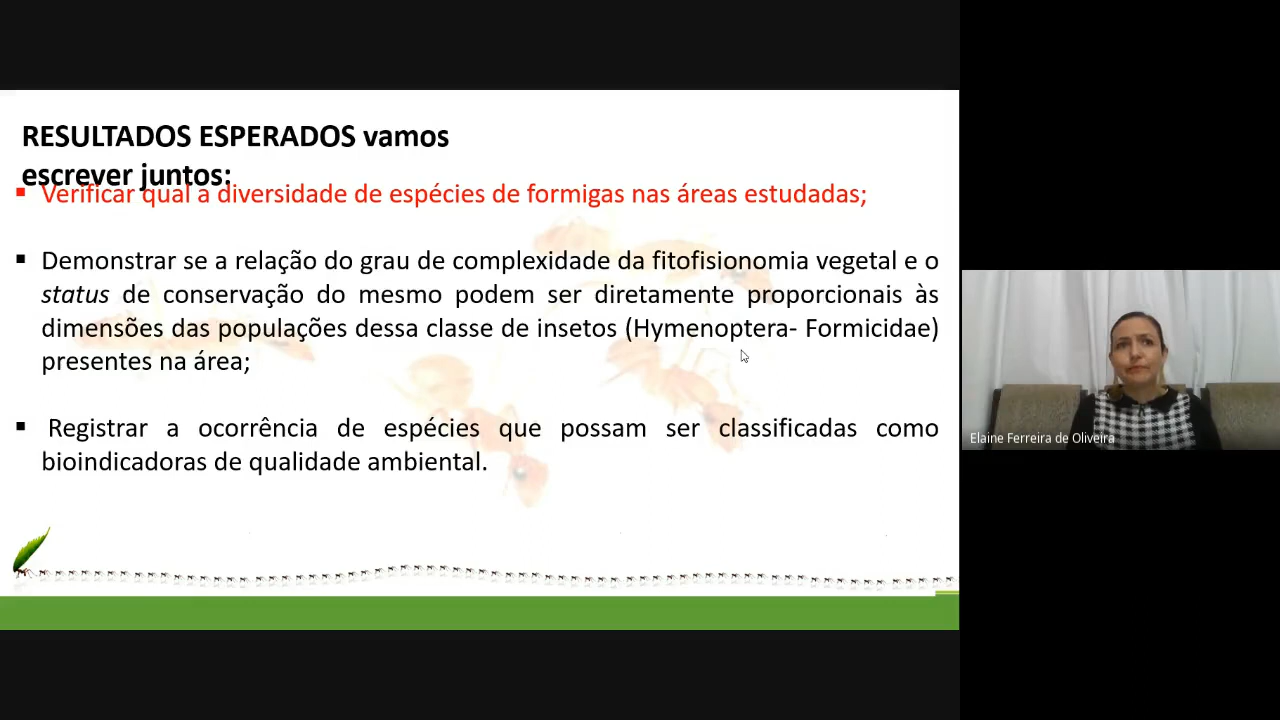 RESULTADOS ESPERADOS vamos
escrever juntos:
▪ Verificar qual a diversidade de espécies de formigas nas áreas estudadas;
▪ Demonstrar se a relação do grau de complexidade da fitofisionomia vegetal e o
status de conservação do mesmo podem ser diretamente proporcionais às
dimensões das populações dessa classe de insetos (Hymenoptera- Formicidae)
presentes na área;
▪ Registrar a ocorrência de espécies que possam ser classificadas como
bioindicadoras de qualidade ambiental.
Elaine Ferreira de Oliveira